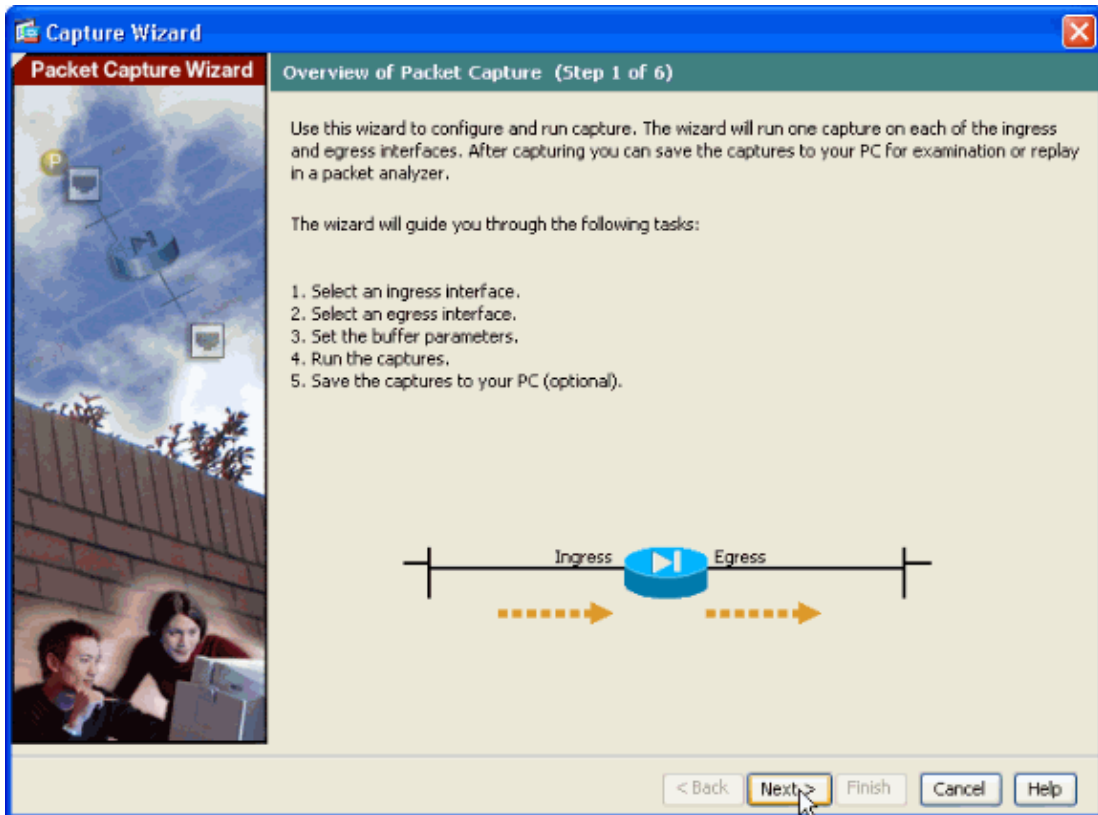 Capture Wizard
Packet Capture Wizard
Overview of Packet Capture (Step 1 of 6)
Use this wizard to configure and run capture. The wizard will run one capture on each of the ingress
and egress interfaces. After capturing you can save the captures to your PC for examination or replay
in a packet analyzer.
The wizard will guide you through the following tasks:
1. Select an ingress interface.
2. Select an egress interface.
3. Set the buffer parameters.
4. Run the captures.
5. Save the captures to your PC (optional).
P
Ingress
Egress
< Back
Next >
Finish
Cancel
Help